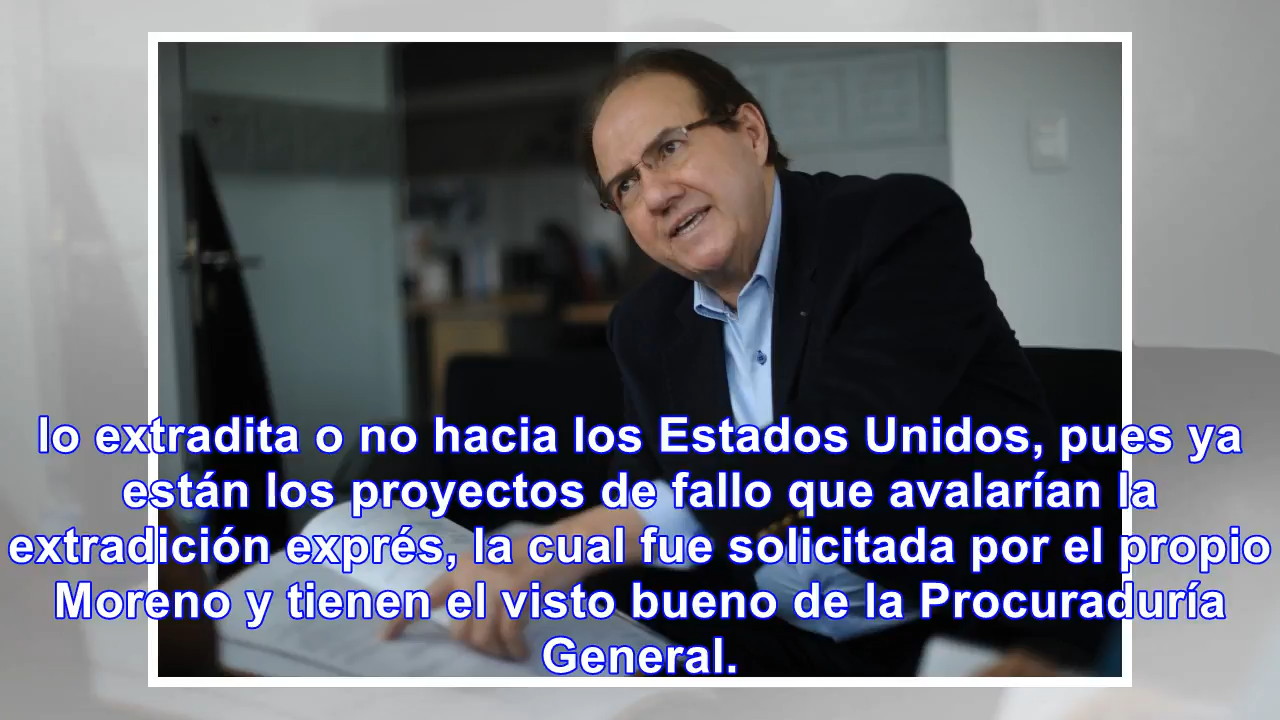 lo extradita o no hacia los Estados Unidos, pues ya
están los proyectos de fallo que avalarían la
extradición exprés, la cual fue solicitada por el propio
Moreno y tienen el visto bueno de la Procuraduría
General.